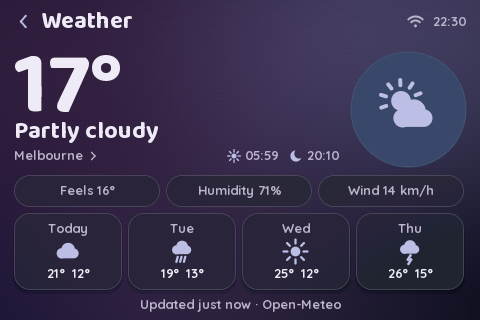 Weather 22:30
17°
Partly cloudy
Melbourne 05:59 20:10
Feels 16° Humidity 71% Wind 14 km/h
Today Tue Wed Thu
21° 12° 19° 13° 25° 12° 26° 15°
Updated just now · Open-Meteo